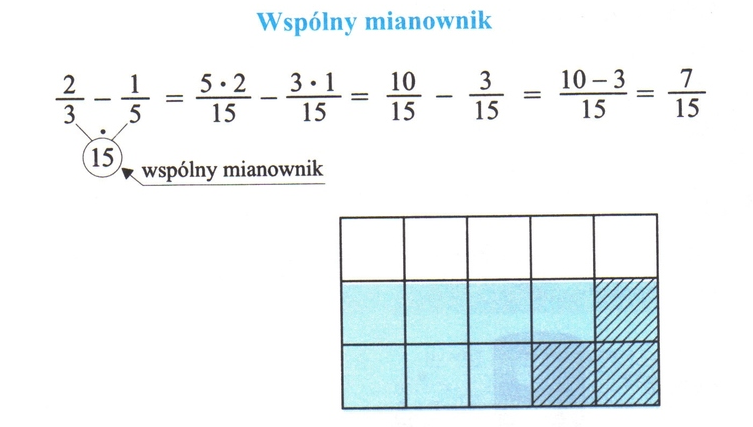 Wspólny mianownik
2/3 − 1/5 = 5 · 2/15 − 3 · 1/15 = 10/15 − 3/15 = 10 − 3/15 = 7/15
·
15
wspólny mianownik